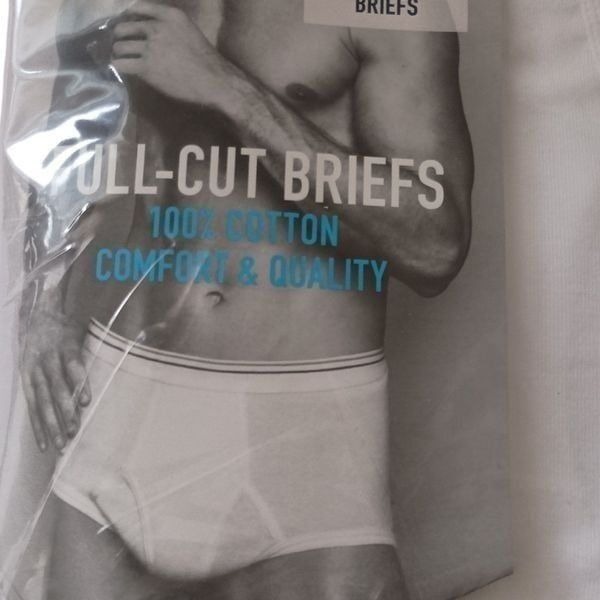 BRIEFS
FULL-CUT BRIEFS
100% COTTON
COMFORT & QUALITY